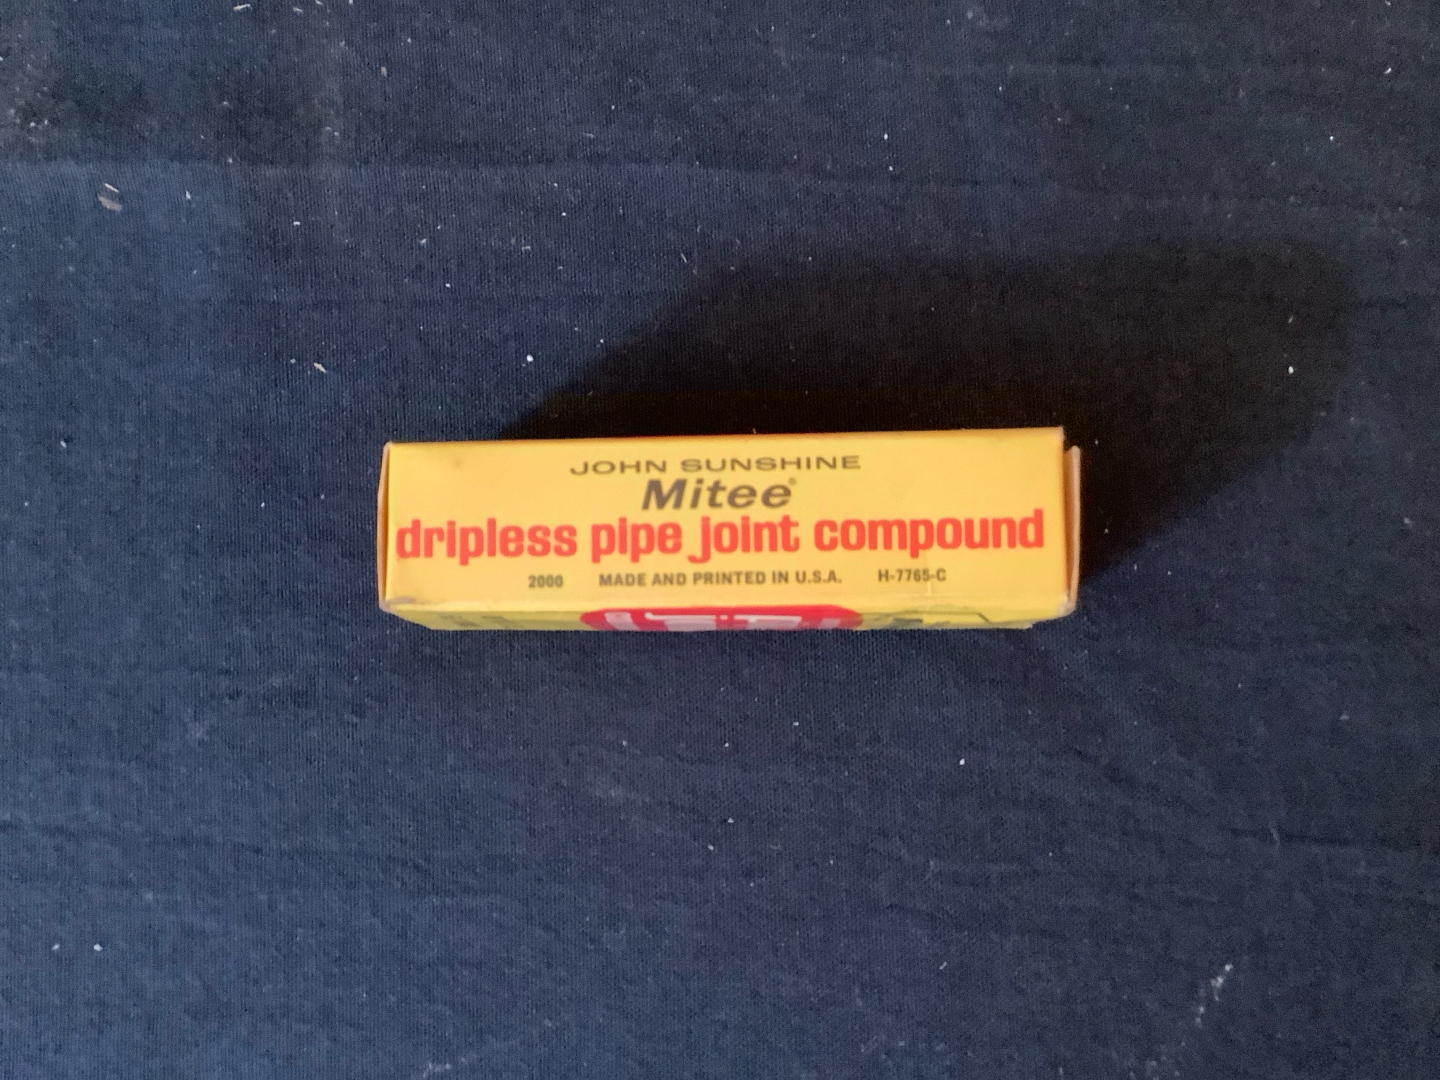 JOHN SUNSHINE
Mitee®
dripless pipe joint compound
2000 MADE AND PRINTED IN U.S.A. H-7765-C